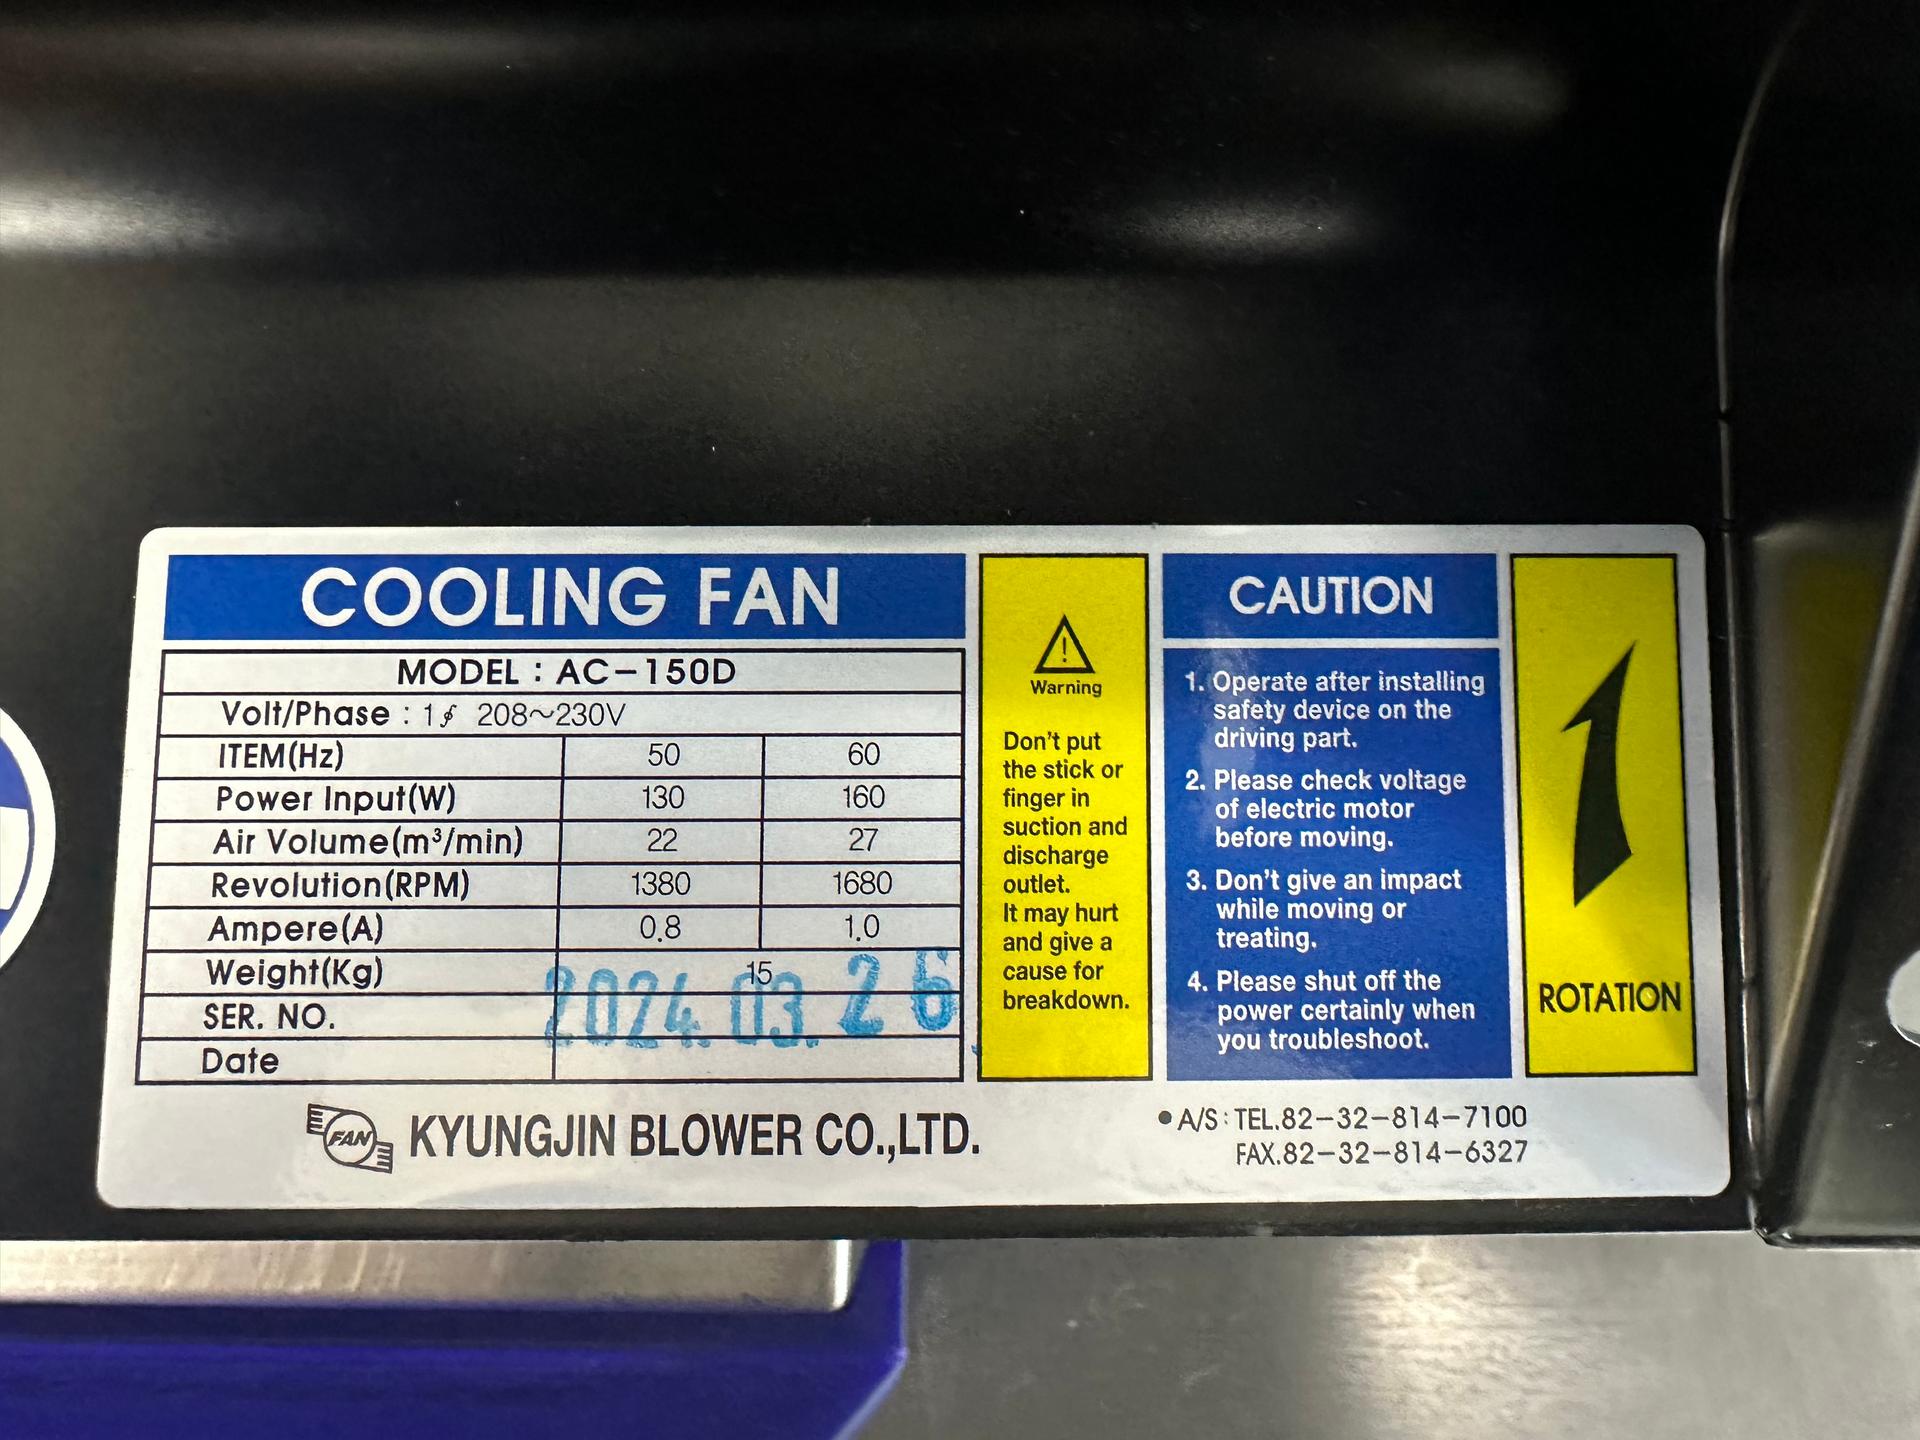 COOLING FAN
MODEL : AC-150D
Volt/Phase : 1∮ 208~230V
ITEM(Hz) 50 60
Power Input(W) 130 160
Air Volume(m³/min) 22 27
Revolution(RPM) 1380 1680
Ampere(A) 0.8 1.0
Weight(Kg) 15
SER. NO. 2024.03.26
Date
FAN KYUNGJIN BLOWER CO.,LTD.
Warning
Don't put
the stick or
finger in
suction and
discharge
outlet.
It may hurt
and give a
cause for
breakdown.
CAUTION
1. Operate after installing
safety device on the
driving part.
2. Please check voltage
of electric motor
before moving.
3. Don't give an impact
while moving or
treating.
4. Please shut off the
power certainly when
you troubleshoot.
ROTATION
● A/S : TEL.82-32-814-7100
FAX.82-32-814-6327